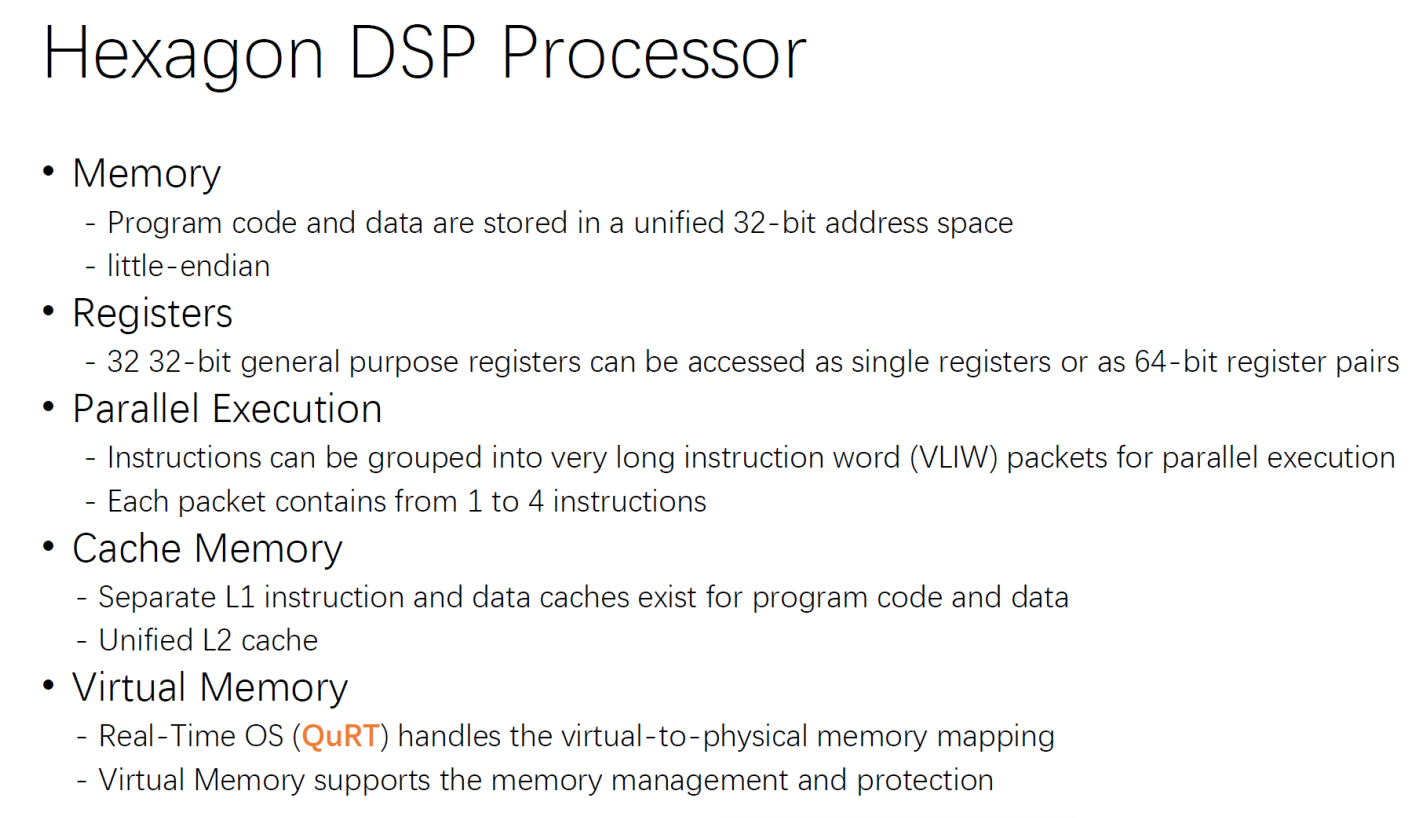 Hexagon DSP Processor
• Memory
- Program code and data are stored in a unified 32-bit address space
- little-endian
• Registers
- 32 32-bit general purpose registers can be accessed as single registers or as 64-bit register pairs
• Parallel Execution
- Instructions can be grouped into very long instruction word (VLIW) packets for parallel execution
- Each packet contains from 1 to 4 instructions
• Cache Memory
- Separate L1 instruction and data caches exist for program code and data
- Unified L2 cache
• Virtual Memory
- Real-Time OS (QuRT) handles the virtual-to-physical memory mapping
- Virtual Memory supports the memory management and protection